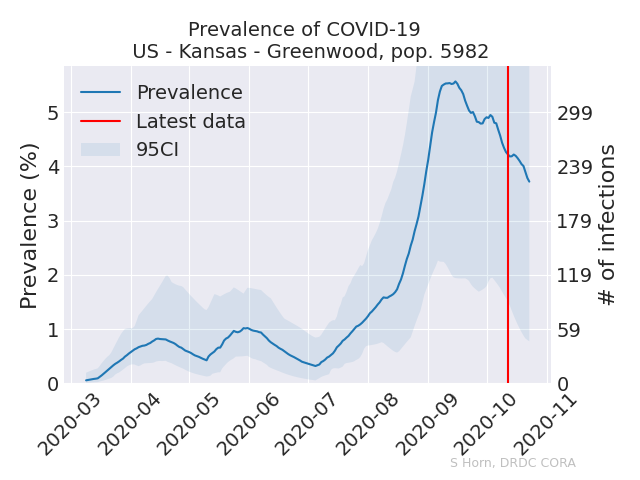 Prevalence of COVID-19
US - Kansas - Greenwood, pop. 5982
Prevalence
Latest data
95CI
Prevalence (%)
5
4
3
2
1
0
299
239
179
119
59
0
# of infections
2020-03
2020-04
2020-05
2020-06
2020-07
2020-08
2020-09
2020-10
2020-11
S Horn, DRDC CORA